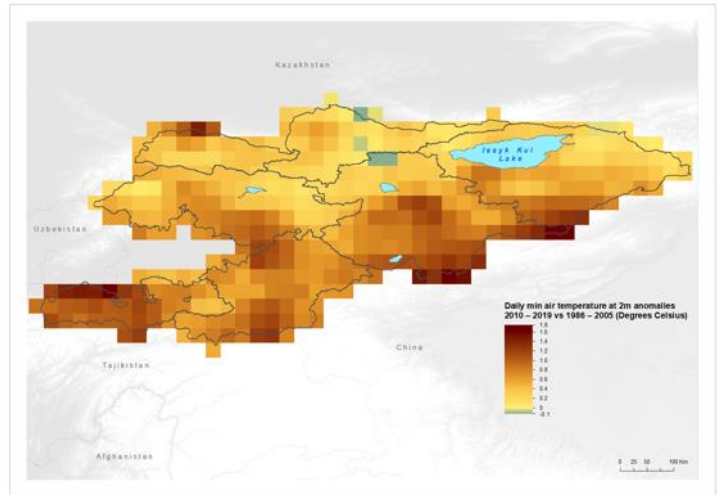 Kazakhstan
Issyk Kul
Lake
Uzbekistan
Daily min air temperature at 2m anomalies
2010 – 2019 vs 1986 – 2005 (Degrees Celsius)
1.8
1.6
1.4
1.2
1.0
0.8
0.6
0.4
0.2
0
-0.1
China
Tajikistan
Afghanistan
0 25 50 100 Km